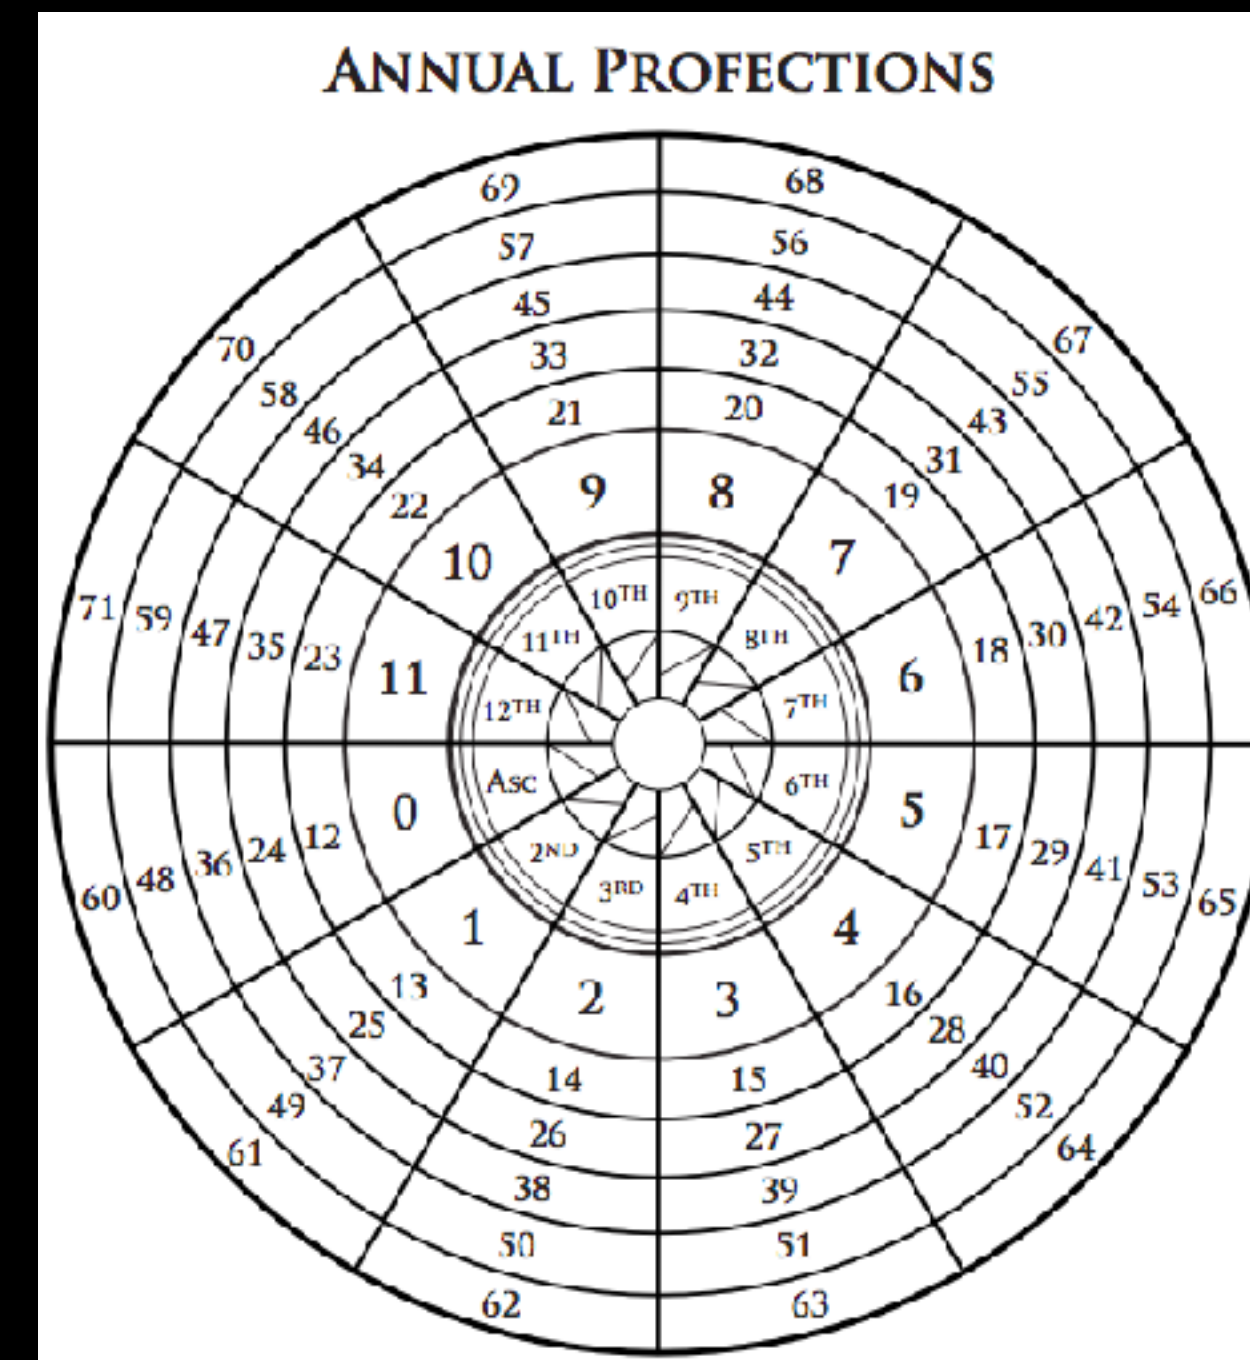 ANNUAL PROFECTIONS
69 68
57 56
45 44
33 32
21 20
9 8
70 58 46 34 22 10
67 55 43 31 19 7
71 59 47 35 23 11
6 18 30 42 54 66
10TH 9TH
11TH 8TH
12TH 7TH
ASC 6TH
2ND 5TH
3RD 4TH
60 48 36 24 12 0
5 17 29 41 53 65
61 49 37 25 13 1
4 16 28 40 52 64
2 3
14 15
26 27
38 39
50 51
62 63